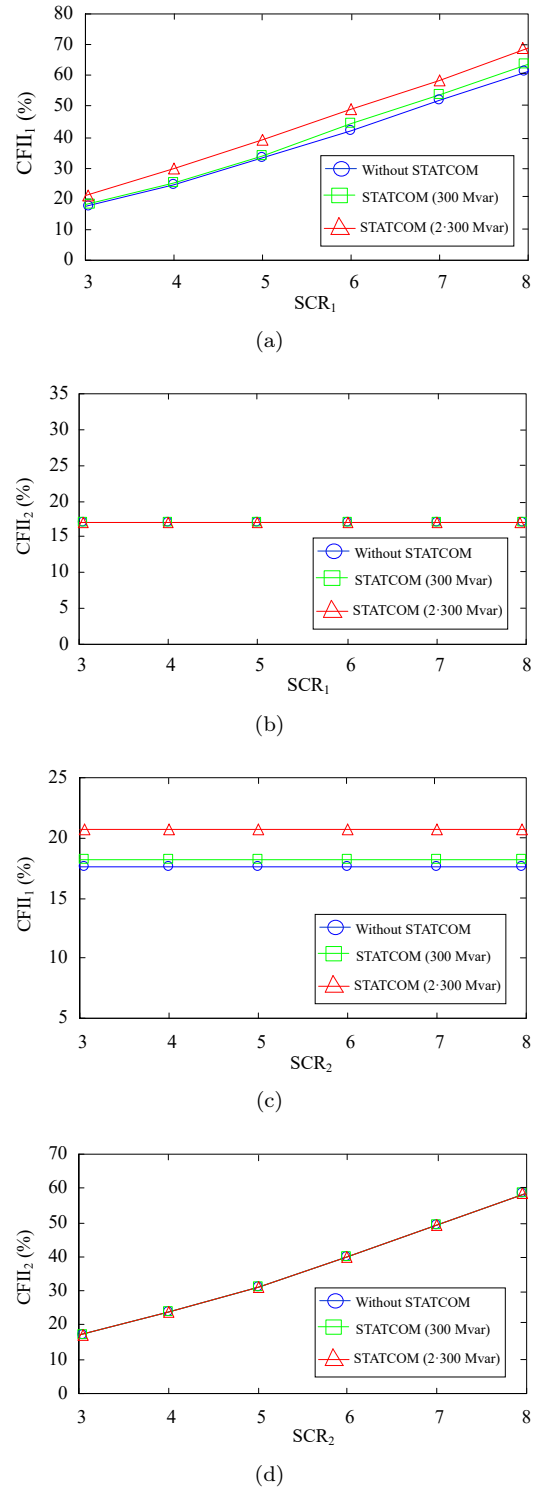 80
70
60
50
40
30
20
10
0
CFII₁ (%)
Without STATCOM
STATCOM (300 Mvar)
STATCOM (2·300 Mvar)
3 4 5 6 7 8
SCR₁
(a)
35
30
25
20
15
10
5
0
CFII₂ (%)
Without STATCOM
STATCOM (300 Mvar)
STATCOM (2·300 Mvar)
3 4 5 6 7 8
SCR₁
(b)
25
20
15
10
5
CFII₁ (%)
Without STATCOM
STATCOM (300 Mvar)
STATCOM (2·300 Mvar)
3 4 5 6 7 8
SCR₂
(c)
70
60
50
40
30
20
10
0
CFII₂ (%)
Without STATCOM
STATCOM (300 Mvar)
STATCOM (2·300 Mvar)
3 4 5 6 7 8
SCR₂
(d)